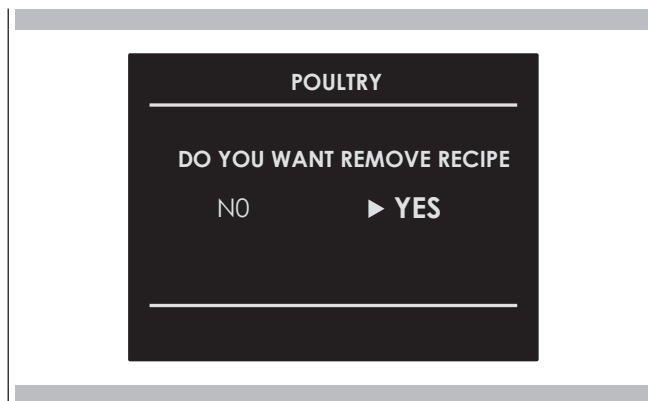 POULTRY
DO YOU WANT REMOVE RECIPE
N0 ▶ YES